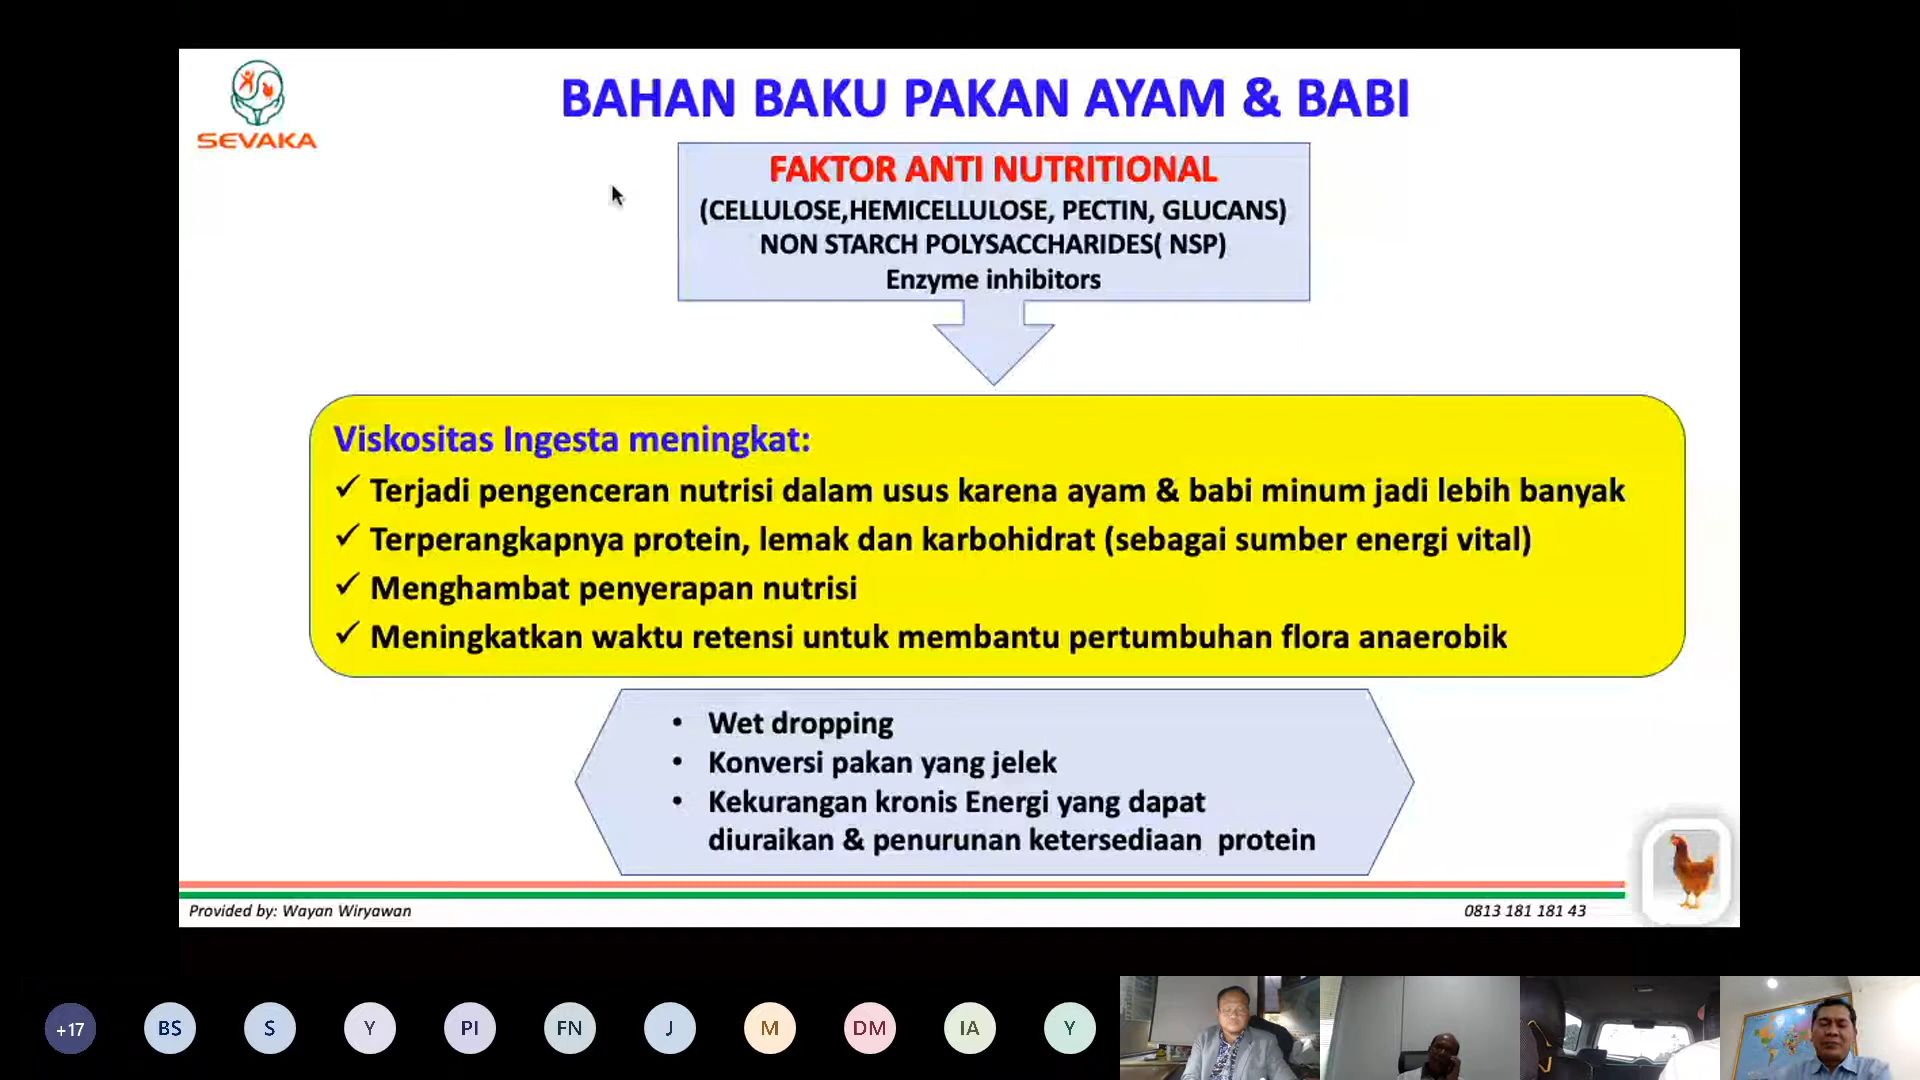 SEVAKA
BAHAN BAKU PAKAN AYAM & BABI
FAKTOR ANTI NUTRITIONAL
(CELLULOSE,HEMICELLULOSE, PECTIN, GLUCANS)
NON STARCH POLYSACCHARIDES( NSP)
Enzyme inhibitors
Viskositas Ingesta meningkat:
✓ Terjadi pengenceran nutrisi dalam usus karena ayam & babi minum jadi lebih banyak
✓ Terperangkapnya protein, lemak dan karbohidrat (sebagai sumber energi vital)
✓ Menghambat penyerapan nutrisi
✓ Meningkatkan waktu retensi untuk membantu pertumbuhan flora anaerobik
• Wet dropping
• Konversi pakan yang jelek
• Kekurangan kronis Energi yang dapat
diuraikan & penurunan ketersediaan protein
Provided by: Wayan Wiryawan
0813 181 181 43
+17
BS
S
Y
PI
FN
J
M
DM
IA
Y